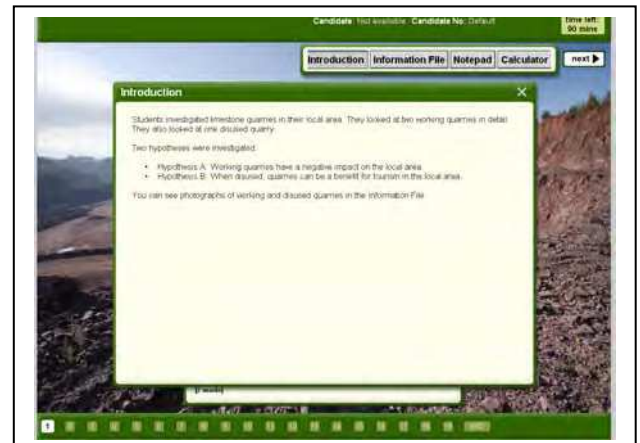 Candidate: Not available Candidate No: Default
time left:
90 mins
Introduction Information File Notepad Calculator next
Introduction
Students investigated limestone quarries in their local area. They looked at two working quarries in detail.
They also looked at one disused quarry.
Two hypotheses were investigated:
• Hypothesis A: Working quarries have a negative impact on the local area.
• Hypothesis B: When disused, quarries can be a benefit for tourism in the local area.
You can see photographs of working and disused quarries in the Information File.
1